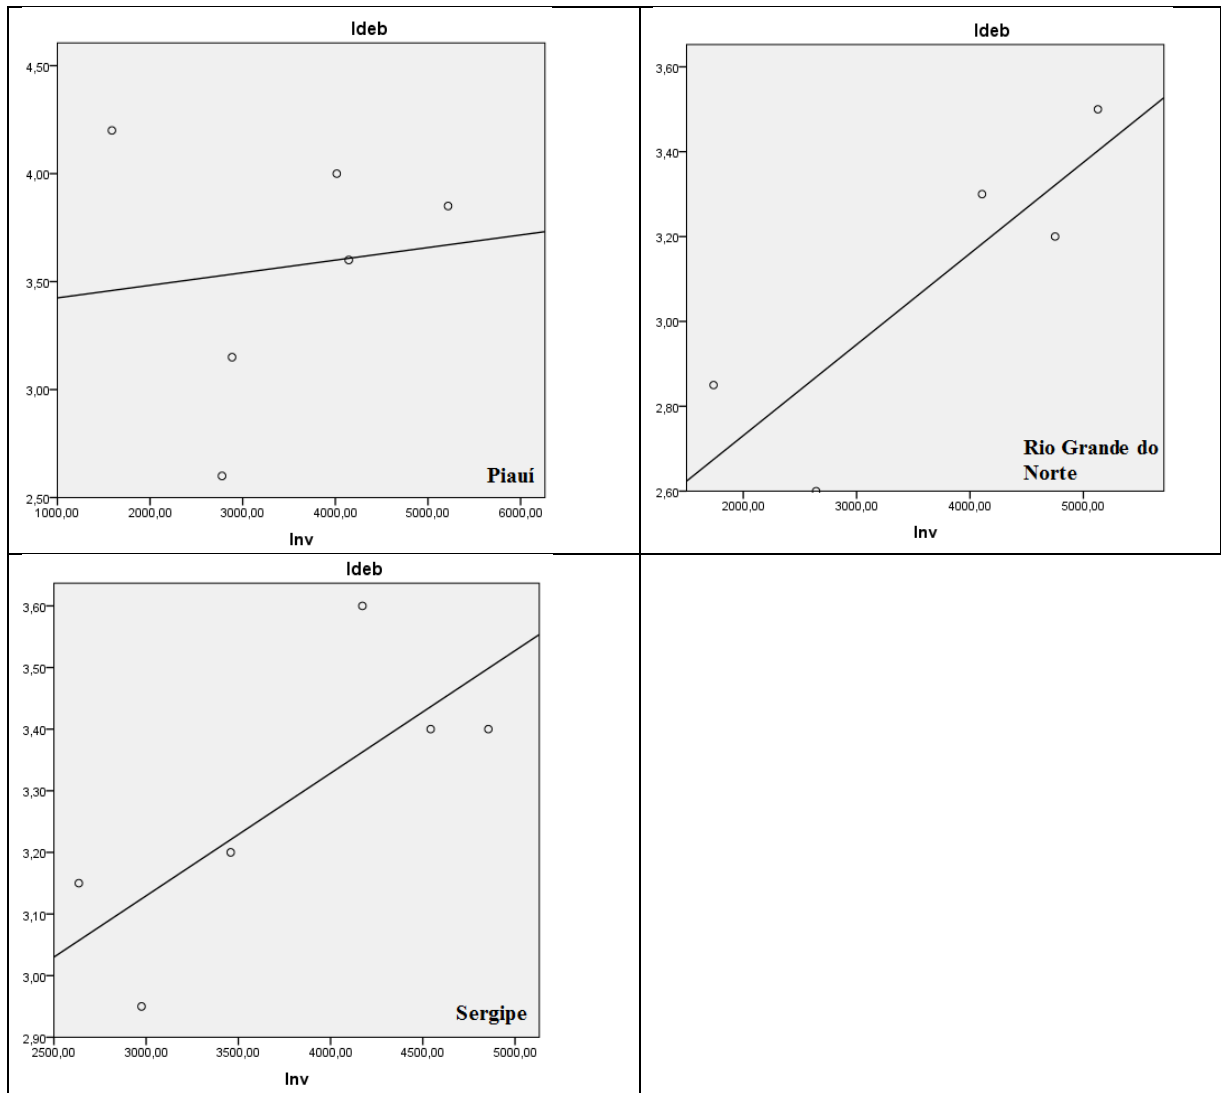 Ideb
4,50
4,00
3,50
3,00
2,50
1000,00 2000,00 3000,00 4000,00 5000,00 6000,00
Inv
Piauí
Ideb
3,60
3,40
3,20
3,00
2,80
2,60
2000,00 3000,00 4000,00 5000,00
Inv
Rio Grande do
Norte
Ideb
3,60
3,50
3,40
3,30
3,20
3,10
3,00
2,90
2500,00 3000,00 3500,00 4000,00 4500,00 5000,00
Inv
Sergipe